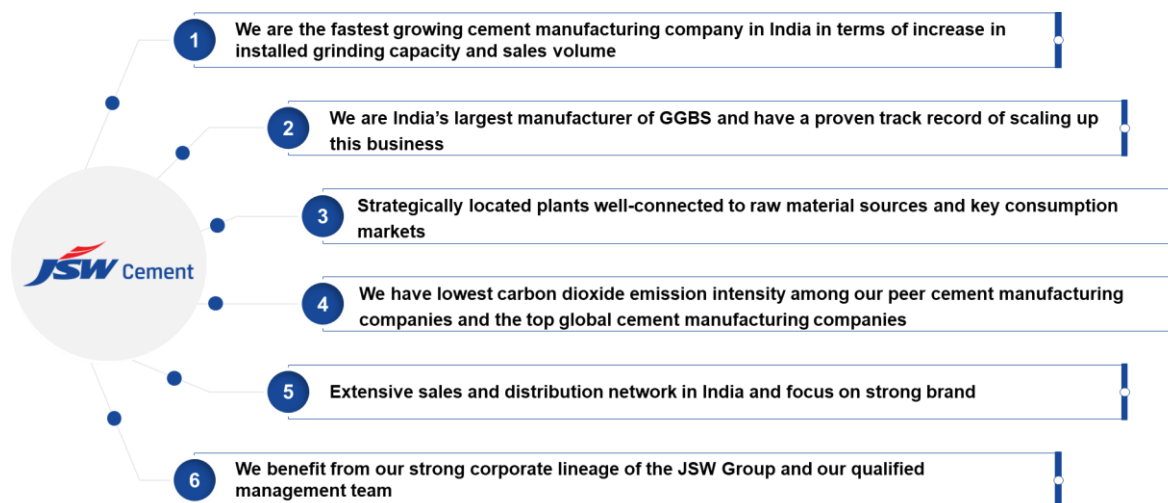 1
We are the fastest growing cement manufacturing company in India in terms of increase in
installed grinding capacity and sales volume
2
We are India’s largest manufacturer of GGBS and have a proven track record of scaling up
this business
3
Strategically located plants well-connected to raw material sources and key consumption
markets
JSW Cement
4
We have lowest carbon dioxide emission intensity among our peer cement manufacturing
companies and the top global cement manufacturing companies
5
Extensive sales and distribution network in India and focus on strong brand
6
We benefit from our strong corporate lineage of the JSW Group and our qualified
management team